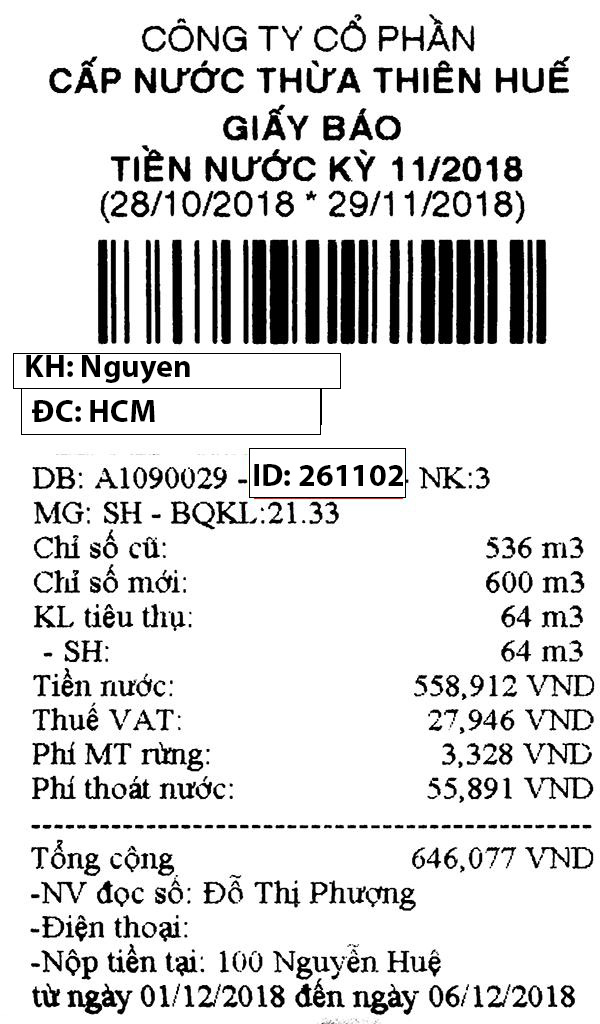 CÔNG TY CỔ PHẦN
CẤP NƯỚC THỪA THIÊN HUẾ
GIẤY BÁO
TIỀN NƯỚC KỲ 11/2018
(28/10/2018 * 29/11/2018)
KH: Nguyen
ĐC: HCM
DB: A1090029 - ID: 261102 - NK:3
MG: SH - BQKL:21.33
Chỉ số cũ: 536 m3
Chỉ số mới: 600 m3
KL tiêu thụ: 64 m3
- SH: 64 m3
Tiền nước: 558,912 VND
Thuế VAT: 27,946 VND
Phí MT rừng: 3,328 VND
Phí thoát nước: 55,891 VND
Tổng cộng 646,077 VND
-NV đọc số: Đỗ Thị Phượng
-Điện thoại:
-Nộp tiền tại: 100 Nguyễn Huệ
từ ngày 01/12/2018 đến ngày 06/12/2018